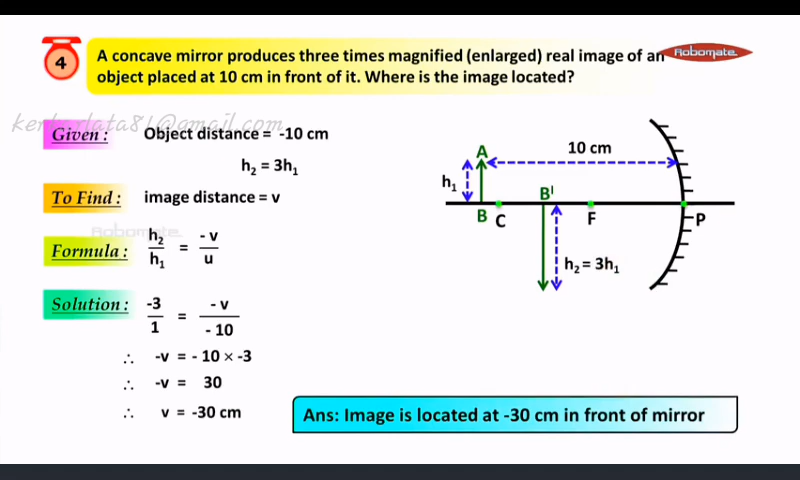 4
A concave mirror produces three times magnified (enlarged) real image of an
object placed at 10 cm in front of it. Where is the image located?
Robomate
Given : Object distance = -10 cm
h₂ = 3h₁
To Find : image distance = v
Robomate
Formula : h₂/h₁ = - v/u
Solution : -3/1 = - v/- 10
∴ -v = - 10 × -3
∴ -v = 30
∴ v = -30 cm
A
10 cm
h₁
B C
B'
F
P
h₂ = 3h₁
Ans: Image is located at -30 cm in front of mirror